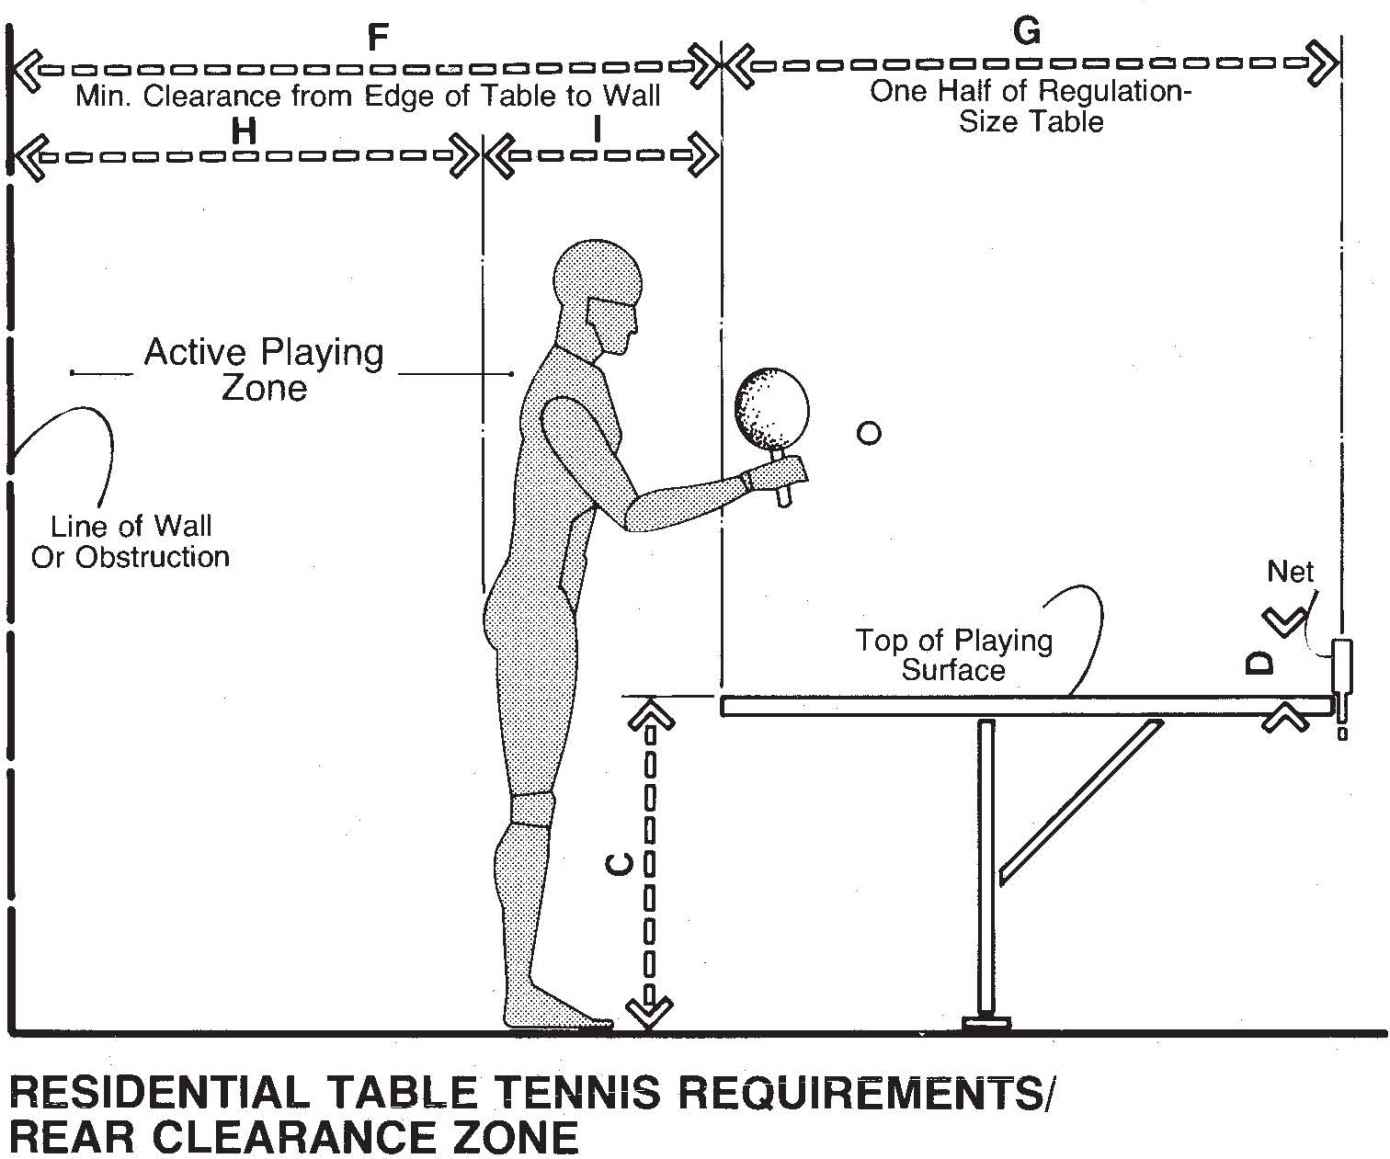 F
G
Min. Clearance from Edge of Table to Wall
One Half of Regulation-
Size Table
H
I
Active Playing
Zone
Line of Wall
Or Obstruction
Net
Top of Playing
Surface
D
C
RESIDENTIAL TABLE TENNIS REQUIREMENTS/
REAR CLEARANCE ZONE